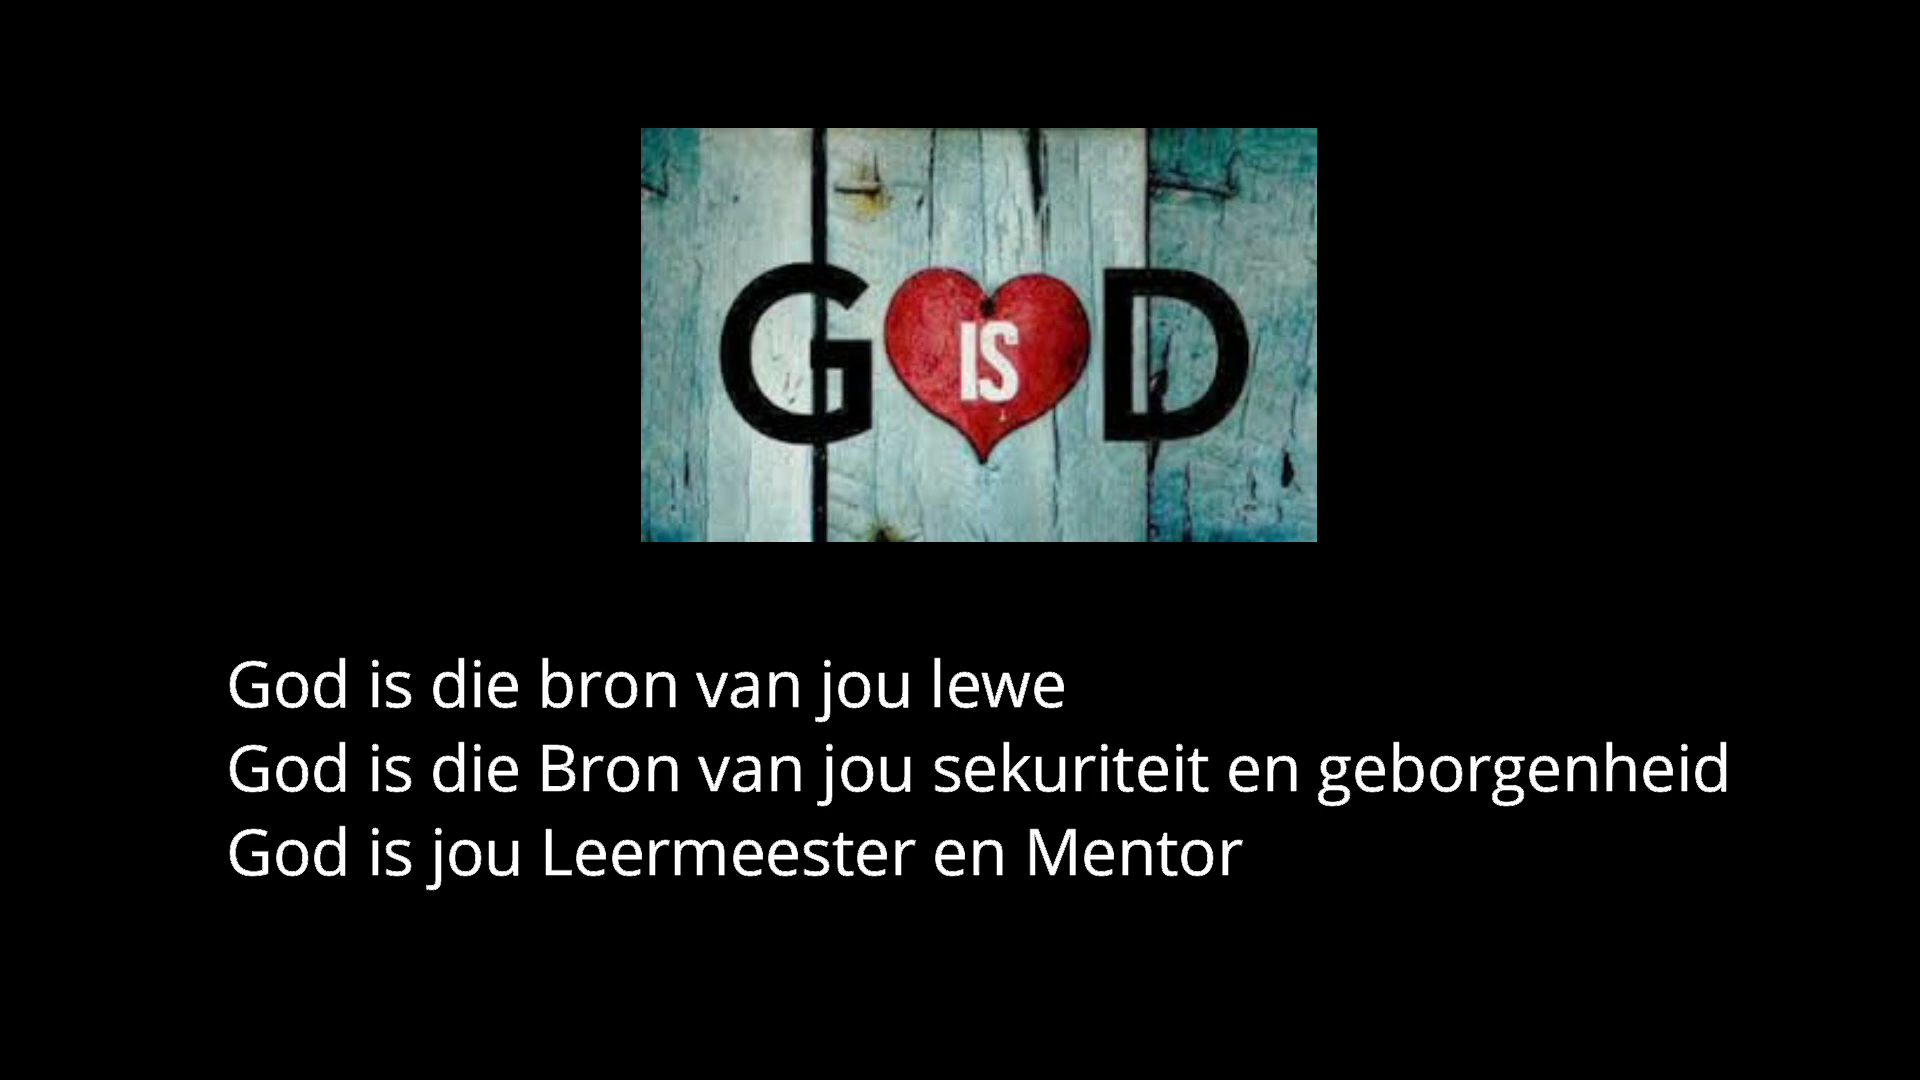 G IS D
God is die bron van jou lewe
God is die Bron van jou sekuriteit en geborgenheid
God is jou Leermeester en Mentor